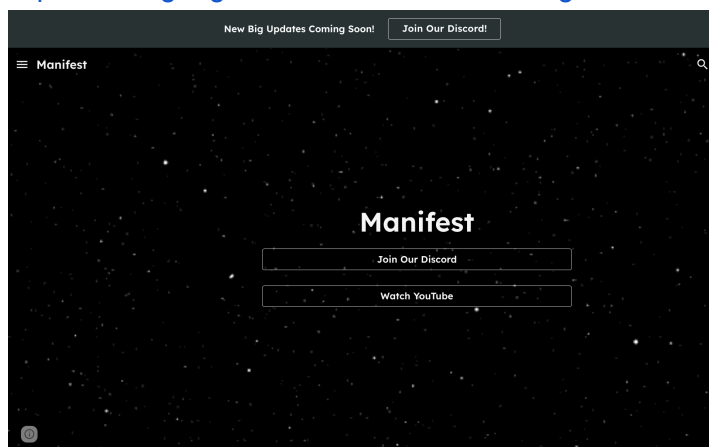 New Big Updates Coming Soon! Join Our Discord!
Manifest
Manifest
Join Our Discord
Watch YouTube